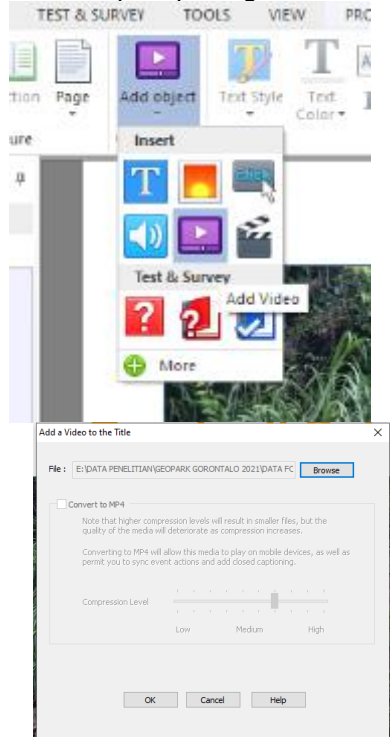 TEST & SURVEY TOOLS VIEW
Page Add object Text Style Text Color
Insert
T
Click
Test & Survey
Add Video
More
Add a Video to the Title
File : E:\DATA PENELITIAN\GEOPARK GORONTALO 2021\DATA FC Browse
Convert to MP4
Note that higher compression levels will result in smaller files, but the
quality of the media will deteriorate as compression increases.
Converting to MP4 will allow this media to play on mobile devices, as well as
permit you to sync event actions and add closed captioning.
Compression Level
Low Medium High
OK Cancel Help